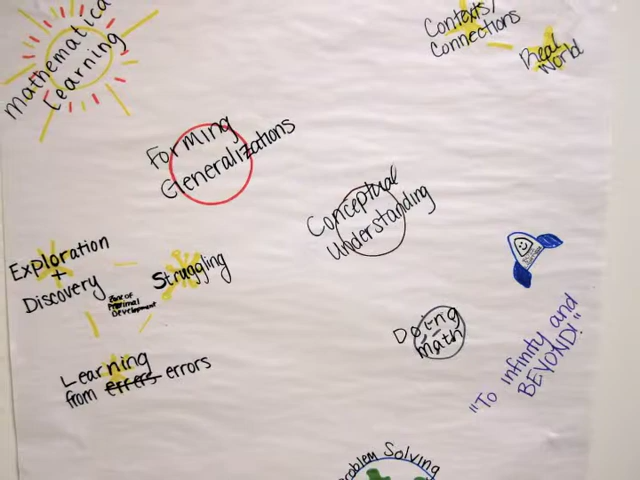 Mathematical
Learning
Contexts/
Connections
Real
World
Forming
Generalizations
Conceptual
Understanding
Exploration
+
Discovery
Struggling
Zone of
Proximal
Development
Learning
from effers errors
Doing
math
"To infinity and
BEYOND!"
Problem Solving